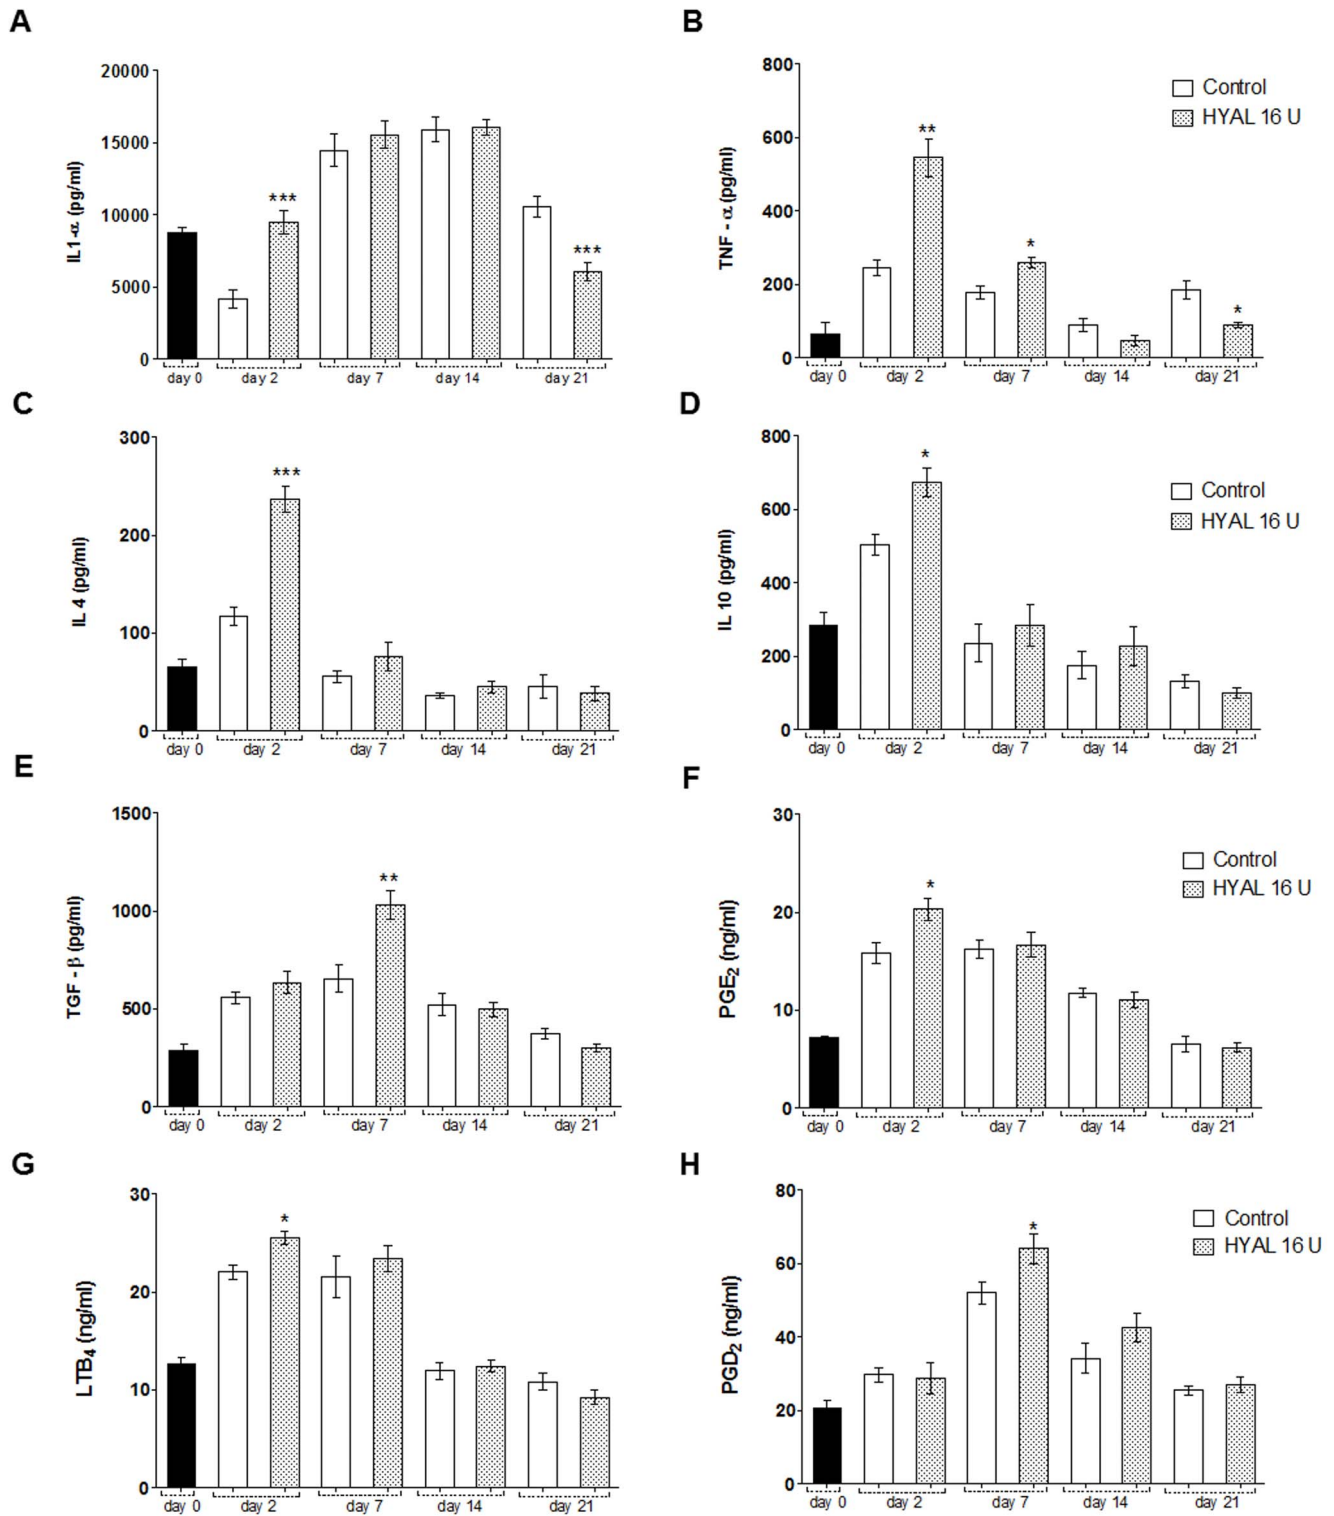 A
IL1-α (pg/ml)
20000
15000
10000
5000
0
***
***
day 0 day 2 day 7 day 14 day 21
B
TNF - α (pg/ml)
800
600
400
200
0
**
*
*
Control
HYAL 16 U
day 0 day 2 day 7 day 14 day 21
C
IL 4 (pg/ml)
300
200
100
0
***
day 0 day 2 day 7 day 14 day 21
D
IL 10 (pg/ml)
800
600
400
200
0
*
Control
HYAL 16 U
day 0 day 2 day 7 day 14 day 21
E
TGF - β (pg/ml)
1500
1000
500
0
**
day 0 day 2 day 7 day 14 day 21
F
PGE₂ (ng/ml)
30
20
10
0
*
Control
HYAL 16 U
day 0 day 2 day 7 day 14 day 21
G
LTB₄ (ng/ml)
30
20
10
0
*
day 0 day 2 day 7 day 14 day 21
H
PGD₂ (ng/ml)
80
60
40
20
0
*
Control
HYAL 16 U
day 0 day 2 day 7 day 14 day 21